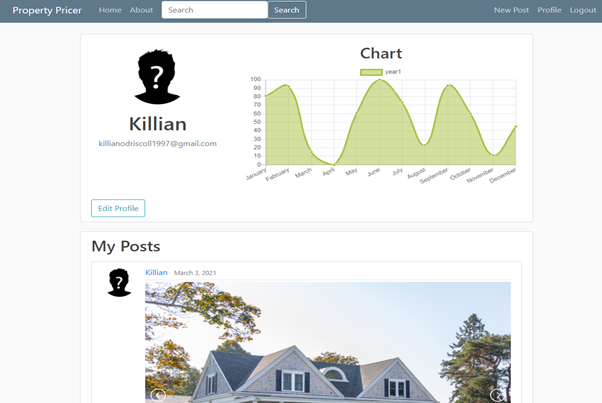 Property Pricer Home About Search Search New Post Profile Logout
Chart
year1
100
90
80
70
60
50
40
30
20
10
0
January February March April May June July August September October November December
?
Killian
killianodriscoll1997@gmail.com
Edit Profile
My Posts
?
Killian March 3, 2021